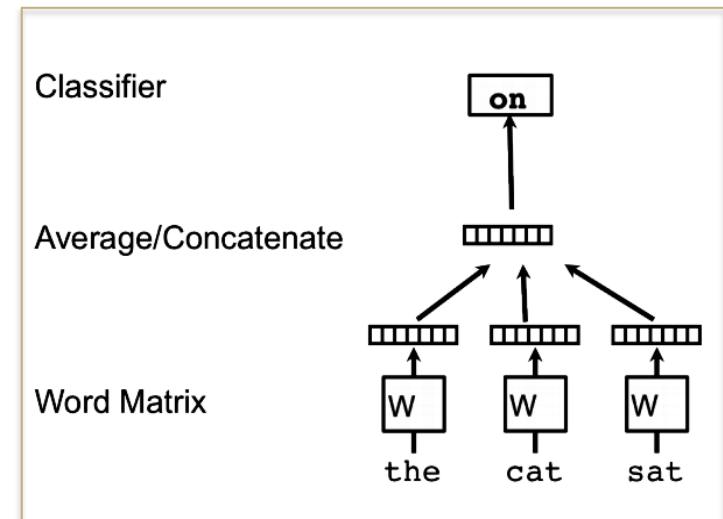 Classifier
on
Average/Concatenate
Word Matrix
W W W
the cat sat